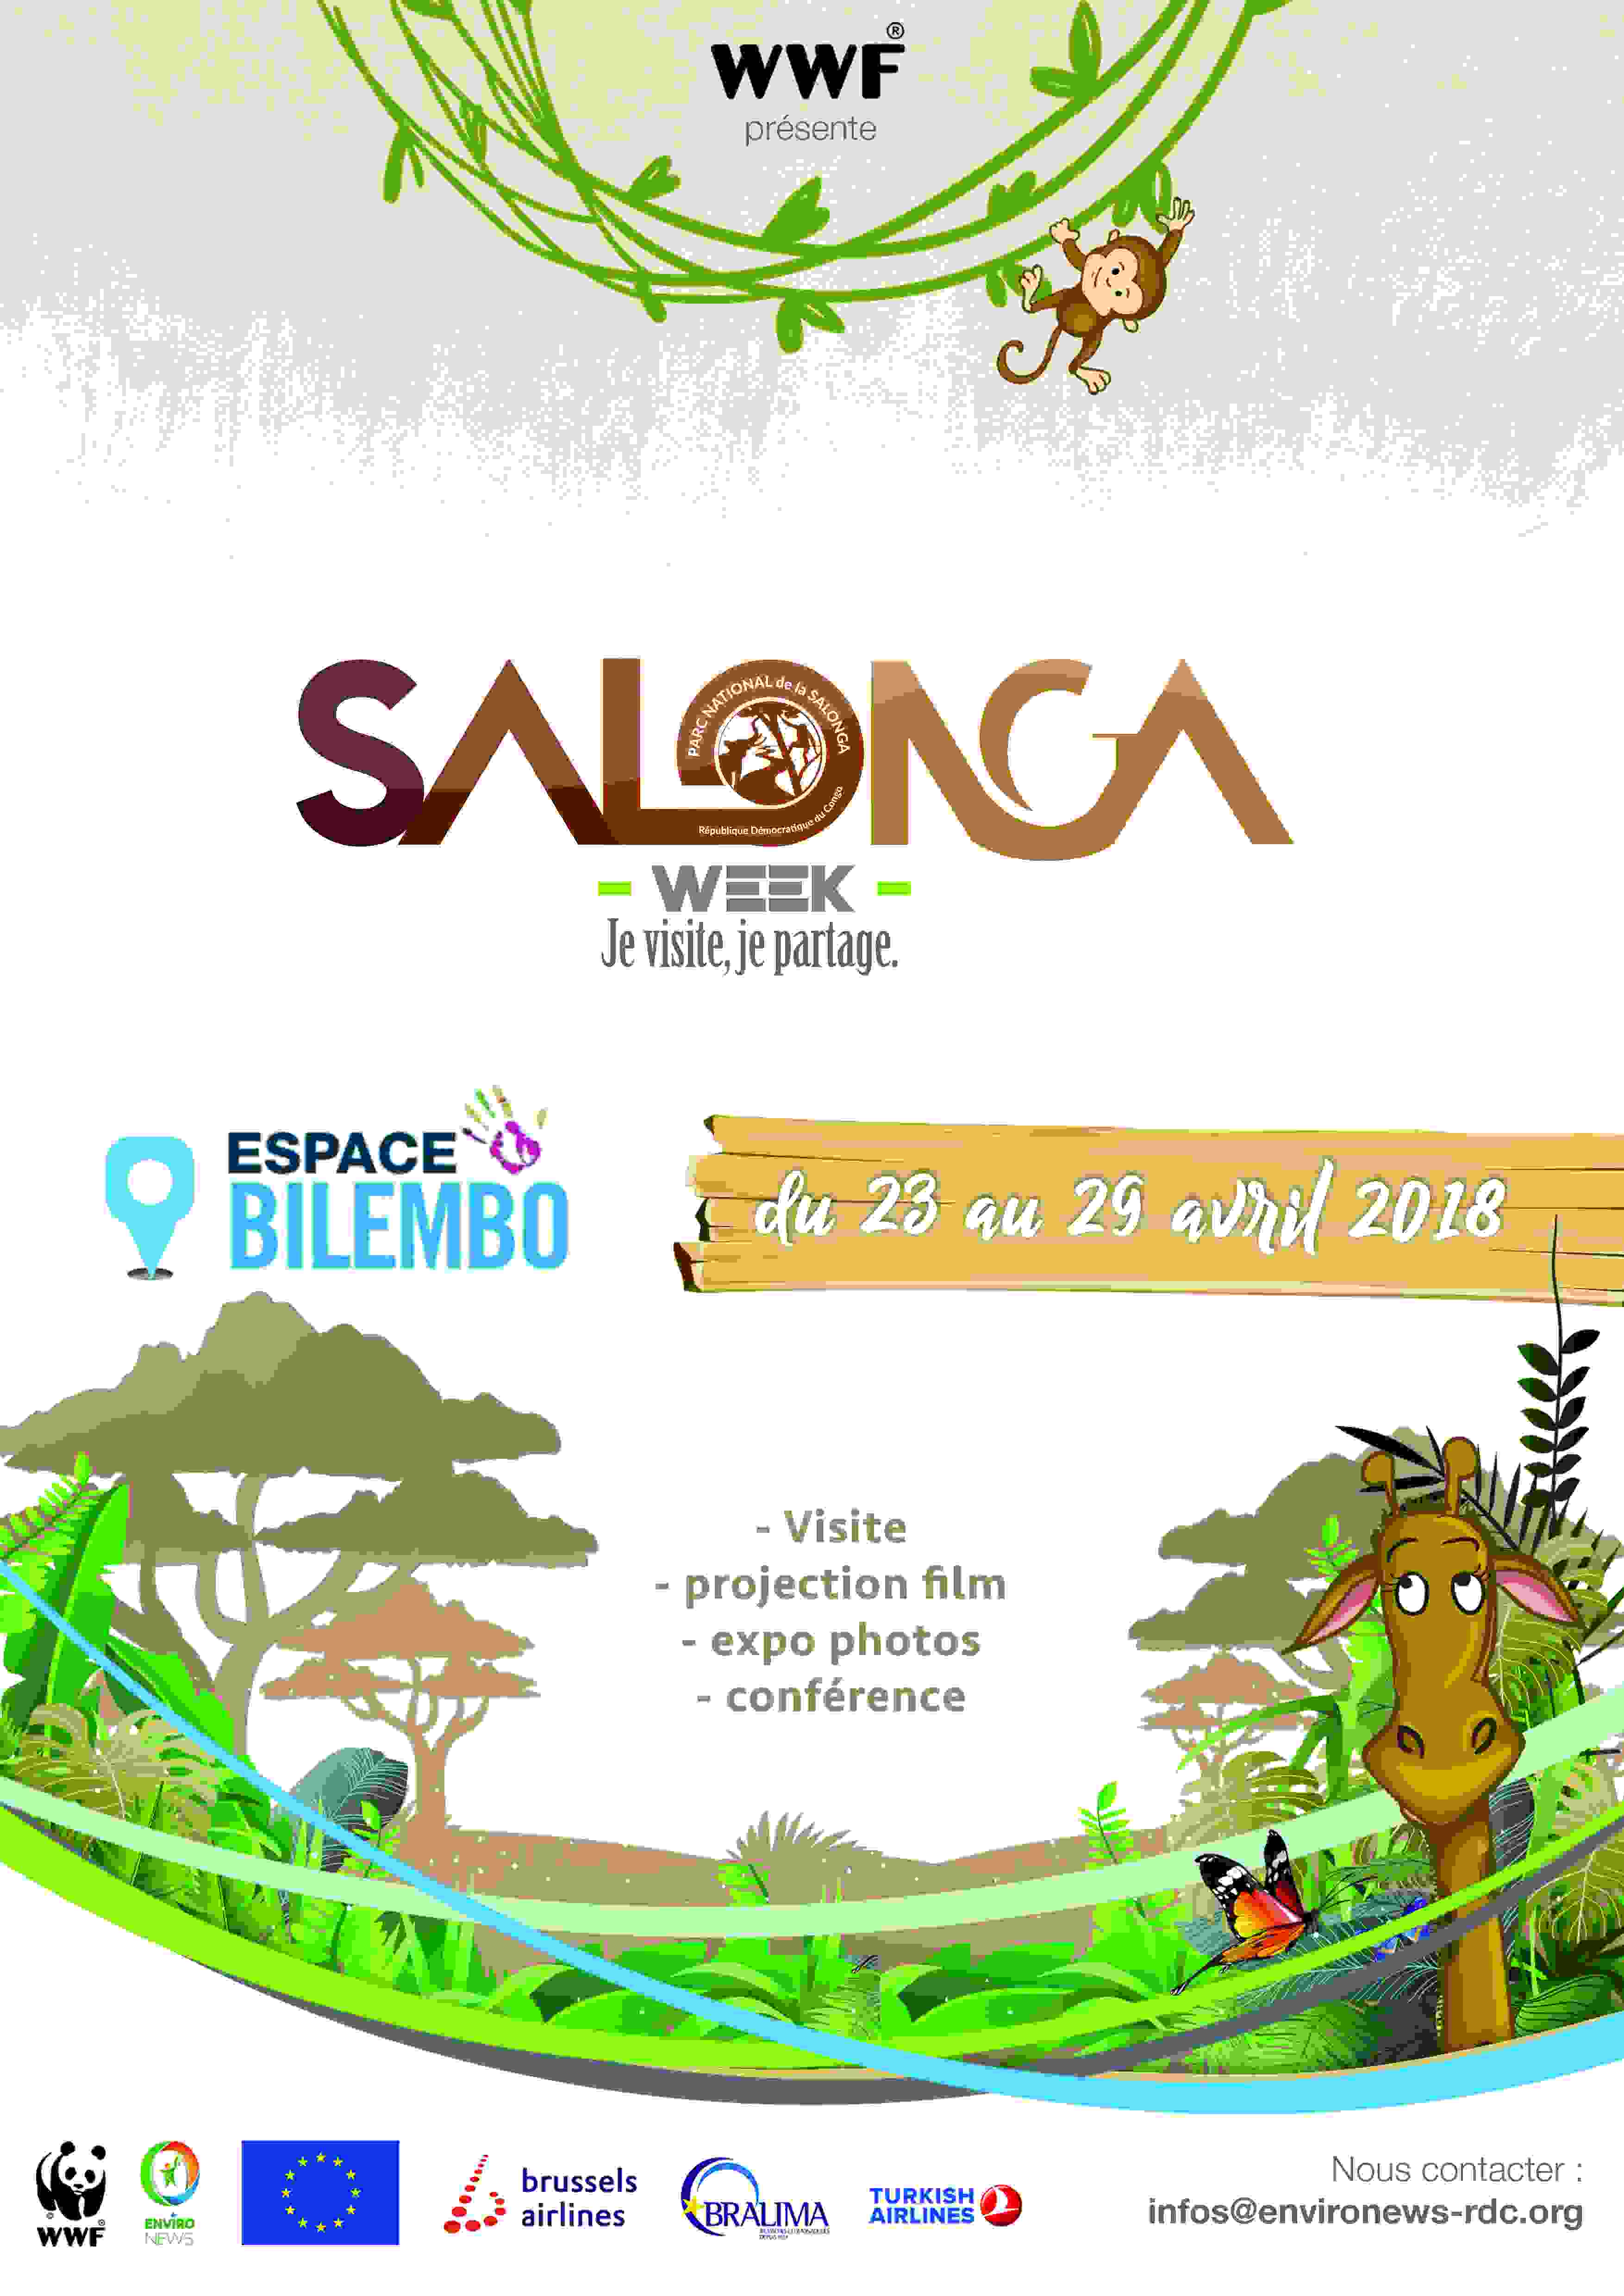 WWF®
présente
SALONGA
PARC NATIONAL de la SALONGA
République Démocratique du Congo
- WEEK -
Je visite, je partage.
ESPACE
BILEMBO
du 23 au 29 avril 2018
- Visite
- projection film
- expo photos
- conférence
WWF®
ENVIRO
NEWS
brussels
airlines
BRALIMA
TURKISH
AIRLINES
Nous contacter :
infos@environews-rdc.org